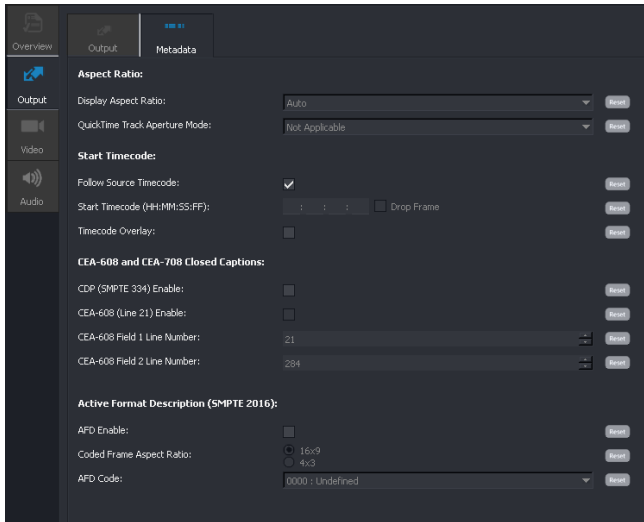 Overview
Output
Video
Audio
Output
Metadata
Aspect Ratio:
Display Aspect Ratio: Auto Reset
QuickTime Track Aperture Mode: Not Applicable Reset
Start Timecode:
Follow Source Timecode: Reset
Start Timecode (HH:MM:SS:FF): : : : Drop Frame Reset
Timecode Overlay: Reset
CEA-608 and CEA-708 Closed Captions:
CDP (SMPTE 334) Enable: Reset
CEA-608 (Line 21) Enable: Reset
CEA-608 Field 1 Line Number: 21 Reset
CEA-608 Field 2 Line Number: 284 Reset
Active Format Description (SMPTE 2016):
AFD Enable: Reset
Coded Frame Aspect Ratio: 16x9 Reset
4x3
AFD Code: 0000 : Undefined Reset